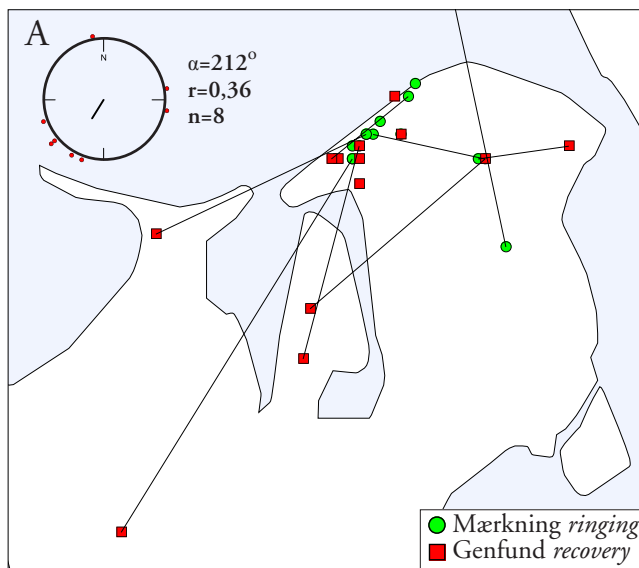 A
N
α=212°
r=0,36
n=8
Mærkning ringing
Genfund recovery